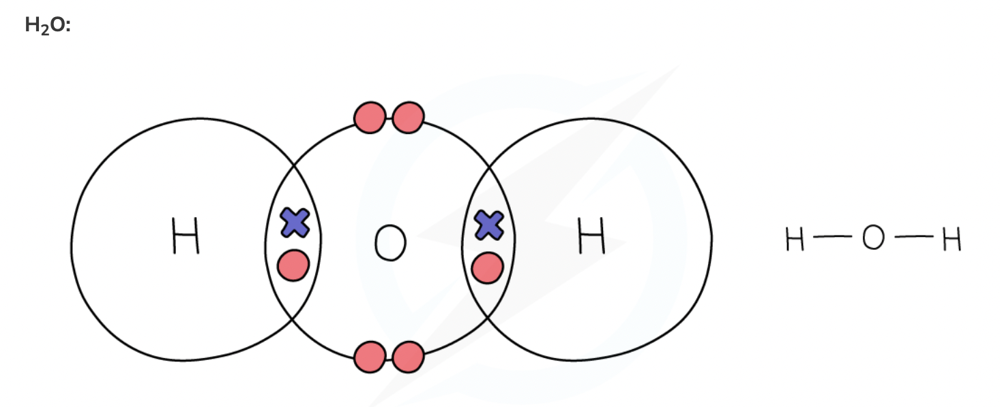 H₂O:
H O H
H — O — H